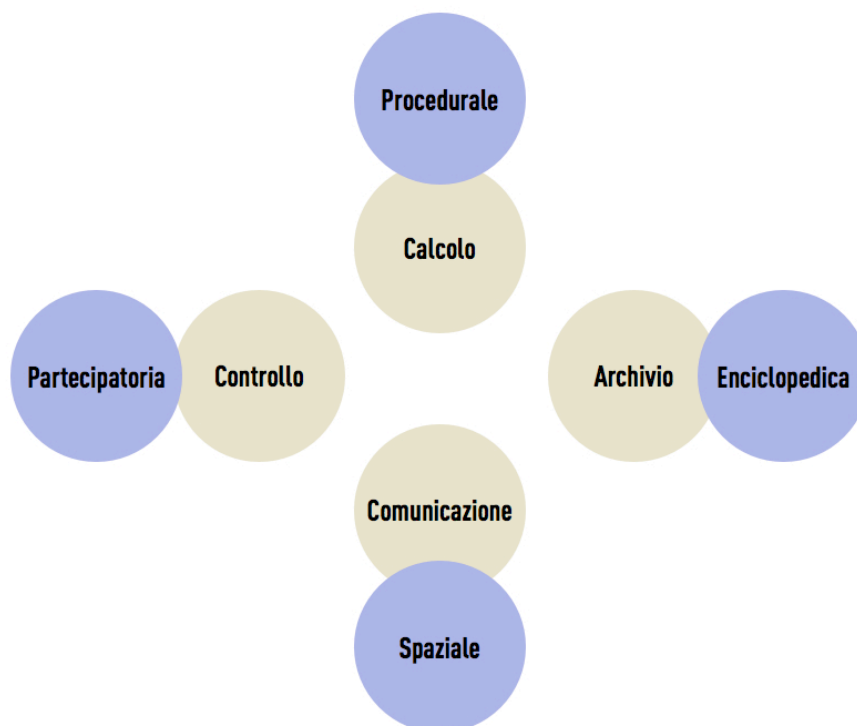 Procedurale
Calcolo
Partecipatoria
Controllo
Archivio
Enciclopedica
Comunicazione
Spaziale